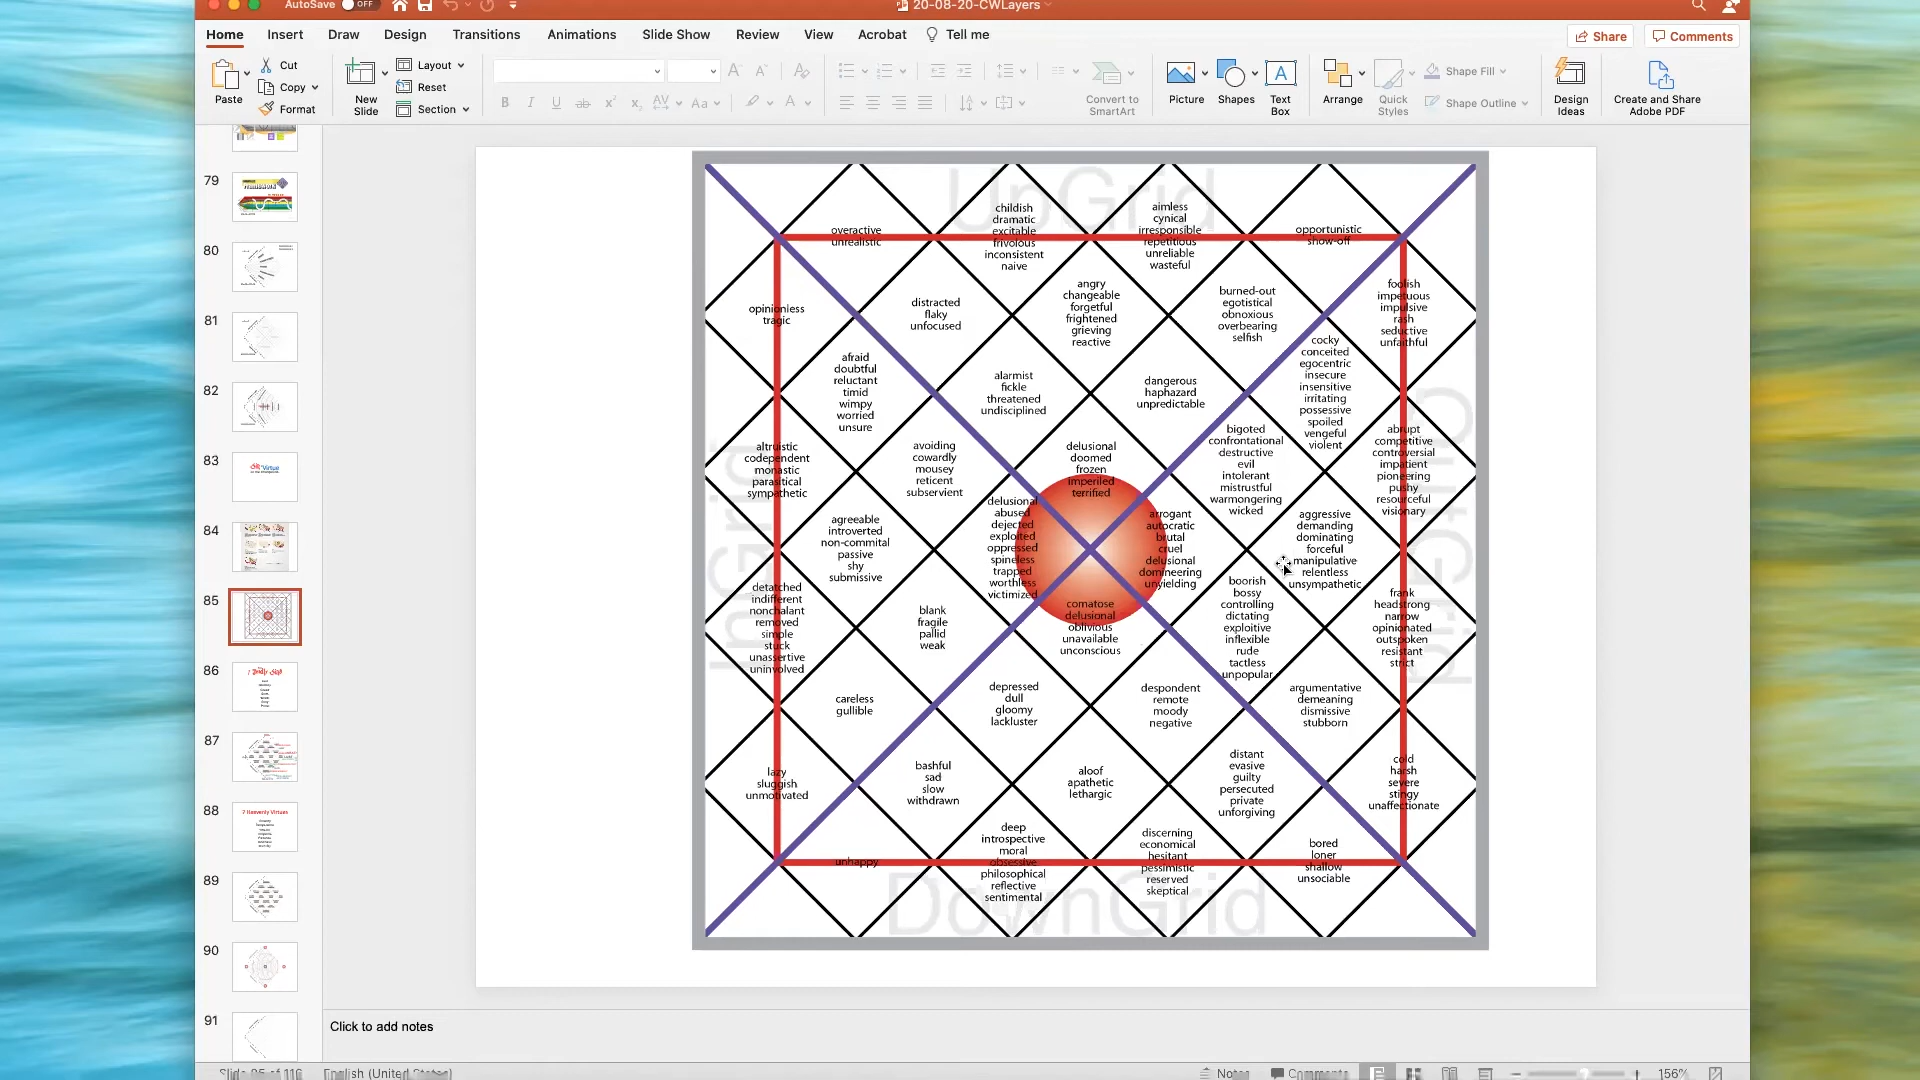 AutoSave OFF
20-08-20-CWLayers
Home Insert Draw Design Transitions Animations Slide Show Review View Acrobat Tell me
Share Comments
Paste
Cut
Copy
Format
New Slide
Layout
Reset
Section
Convert to SmartArt
Picture
Shapes
Text Box
Arrange
Quick Styles
Shape Fill
Shape Outline
Design Ideas
Create and Share Adobe PDF
79
80
81
82
83
84
85
86
87
88
7 Heavenly Virtues
89
90
91
UpGrid
overactive
unrealistic
childish
dramatic
excitable
frivolous
inconsistent
naive
aimless
cynical
irresponsible
repetitious
unreliable
wasteful
opportunistic
show-off
opinionless
tragic
distracted
flaky
unfocused
angry
changeable
forgetful
frightened
grieving
reactive
burned-out
egotistical
obnoxious
overbearing
selfish
foolish
impetuous
impulsive
rash
seductive
unfaithful
afraid
doubtful
reluctant
timid
wimpy
worried
unsure
alarmist
fickle
threatened
undisciplined
dangerous
haphazard
unpredictable
cocky
conceited
egocentric
insecure
insensitive
irritating
possessive
spoiled
vengeful
violent
altruistic
codependent
monastic
parasitical
sympathetic
avoiding
cowardly
mousey
reticent
subservient
delusional
doomed
frozen
imperiled
terrified
bigoted
confrontational
destructive
evil
intolerant
mistrustful
warmongering
wicked
abrupt
competitive
controversial
impatient
pioneering
pushy
resourceful
visionary
InGrid
OutGrid
agreeable
introverted
non-commital
passive
shy
submissive
delusional
abused
dejected
exploited
oppressed
spineless
trapped
worthless
victimized
arrogant
autocratic
brutal
cruel
delusional
domineering
unyielding
aggressive
demanding
dominating
forceful
manipulative
relentless
unsympathetic
detatched
indifferent
nonchalant
removed
simple
stuck
unassertive
uninvolved
blank
fragile
pallid
weak
comatose
delusional
oblivious
unavailable
unconscious
boorish
bossy
controlling
dictating
exploitive
inflexible
rude
tactless
unpopular
frank
headstrong
narrow
opinionated
outspoken
resistant
strict
careless
gullible
depressed
dull
gloomy
lackluster
despondent
remote
moody
negative
argumentative
demeaning
dismissive
stubborn
lazy
sluggish
unmotivated
bashful
sad
slow
withdrawn
aloof
apathetic
lethargic
distant
evasive
guilty
persecuted
private
unforgiving
cold
harsh
severe
stingy
unaffectionate
unhappy
deep
introspective
moral
obsessive
philosophical
reflective
sentimental
discerning
economical
hesitant
pessimistic
reserved
skeptical
bored
loner
shallow
unsociable
DownGrid
Click to add notes
Slide 85 of 116 English (United States) Notes Comments 156%